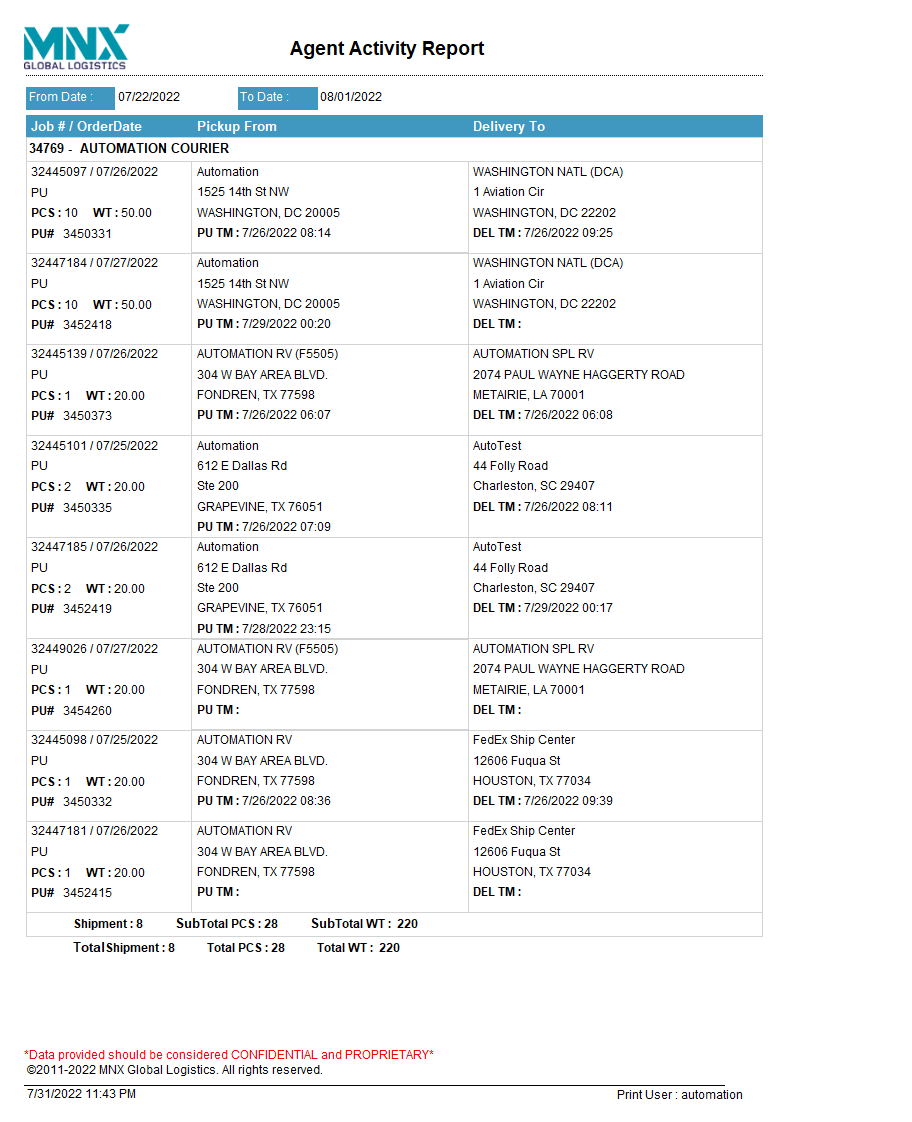 MNX
GLOBAL LOGISTICS
Agent Activity Report
From Date : 07/22/2022 To Date : 08/01/2022
Job # / OrderDate Pickup From Delivery To
34769 - AUTOMATION COURIER
32445097 / 07/26/2022 Automation WASHINGTON NATL (DCA)
PU 1525 14th St NW 1 Aviation Cir
PCS : 10 WT : 50.00 WASHINGTON, DC 20005 WASHINGTON, DC 22202
PU# 3450331 PU TM : 7/26/2022 08:14 DEL TM : 7/26/2022 09:25
32447184 / 07/27/2022 Automation WASHINGTON NATL (DCA)
PU 1525 14th St NW 1 Aviation Cir
PCS : 10 WT : 50.00 WASHINGTON, DC 20005 WASHINGTON, DC 22202
PU# 3452418 PU TM : 7/29/2022 00:20 DEL TM :
32445139 / 07/26/2022 AUTOMATION RV (F5505) AUTOMATION SPL RV
PU 304 W BAY AREA BLVD. 2074 PAUL WAYNE HAGGERTY ROAD
PCS : 1 WT : 20.00 FONDREN, TX 77598 METAIRIE, LA 70001
PU# 3450373 PU TM : 7/26/2022 06:07 DEL TM : 7/26/2022 06:08
32445101 / 07/25/2022 Automation AutoTest
PU 612 E Dallas Rd 44 Folly Road
PCS : 2 WT : 20.00 Ste 200 Charleston, SC 29407
PU# 3450335 GRAPEVINE, TX 76051 DEL TM : 7/26/2022 08:11
PU TM : 7/26/2022 07:09
32447185 / 07/26/2022 Automation AutoTest
PU 612 E Dallas Rd 44 Folly Road
PCS : 2 WT : 20.00 Ste 200 Charleston, SC 29407
PU# 3452419 GRAPEVINE, TX 76051 DEL TM : 7/29/2022 00:17
PU TM : 7/28/2022 23:15
32449026 / 07/27/2022 AUTOMATION RV (F5505) AUTOMATION SPL RV
PU 304 W BAY AREA BLVD. 2074 PAUL WAYNE HAGGERTY ROAD
PCS : 1 WT : 20.00 FONDREN, TX 77598 METAIRIE, LA 70001
PU# 3454260 PU TM : DEL TM :
32445098 / 07/25/2022 AUTOMATION RV FedEx Ship Center
PU 304 W BAY AREA BLVD. 12606 Fuqua St
PCS : 1 WT : 20.00 FONDREN, TX 77598 HOUSTON, TX 77034
PU# 3450332 PU TM : 7/26/2022 08:36 DEL TM : 7/26/2022 09:39
32447181 / 07/26/2022 AUTOMATION RV FedEx Ship Center
PU 304 W BAY AREA BLVD. 12606 Fuqua St
PCS : 1 WT : 20.00 FONDREN, TX 77598 HOUSTON, TX 77034
PU# 3452415 PU TM : DEL TM :
Shipment : 8 SubTotal PCS : 28 SubTotal WT : 220
Total Shipment : 8 Total PCS : 28 Total WT : 220
*Data provided should be considered CONFIDENTIAL and PROPRIETARY*
©2011-2022 MNX Global Logistics. All rights reserved.
7/31/2022 11:43 PM Print User : automation